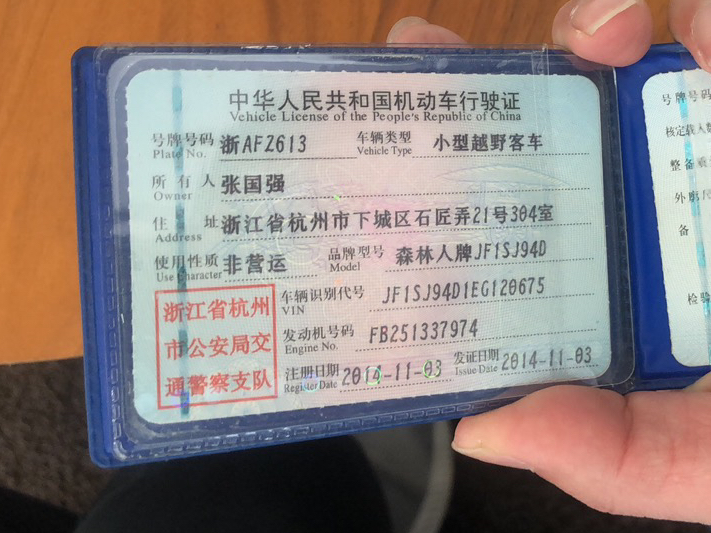 中华人民共和国机动车行驶证
Vehicle License of the People's Republic of China
号牌号码 浙AFZ613 车辆类型 小型越野客车
Plate No. Vehicle Type
所有人 张国强
Owner
住址 浙江省杭州市下城区石匠弄21号304室
Address
使用性质 非营运 品牌型号 森林人牌JF1SJ94D
Use Character Model
浙江省杭州
市公安局交
通警察支队
车辆识别代号 JF1SJ94D1EG120675
VIN
发动机号码 FB251337974
Engine No.
注册日期 2014-11-03 发证日期 2014-11-03
Register Date Issue Date
号牌号码
核定载人数
整备
外廓
备
检验